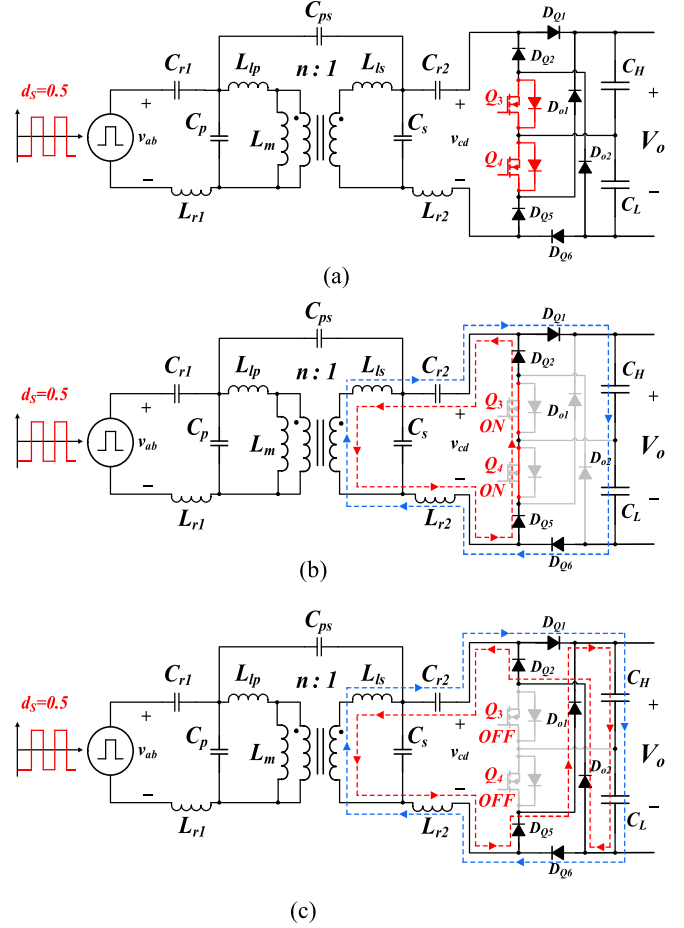 C_ps
D_Q1
C_r1
L_lp
n : 1
L_ls
C_r2
D_Q2
C_H
d_S=0.5
+
+
Q_3
+
v_ab
C_p
L_m
C_s
v_cd
D_o1
V_o
Q_4
D_o2
−
−
−
L_r1
L_r2
D_Q5
C_L
D_Q6
(a)
C_ps
D_Q1
C_r1
L_lp
n : 1
L_ls
C_r2
D_Q2
C_H
d_S=0.5
+
+
Q_3
+
ON
v_ab
C_p
L_m
C_s
v_cd
D_o1
V_o
Q_4
D_o2
ON
−
−
−
L_r1
L_r2
D_Q5
C_L
D_Q6
(b)
C_ps
D_Q1
C_r1
L_lp
n : 1
L_ls
C_r2
D_Q2
C_H
d_S=0.5
+
+
Q_3
+
OFF
v_ab
C_p
L_m
C_s
v_cd
D_o1
V_o
Q_4
D_o2
OFF
−
−
−
L_r1
L_r2
D_Q5
C_L
D_Q6
(c)